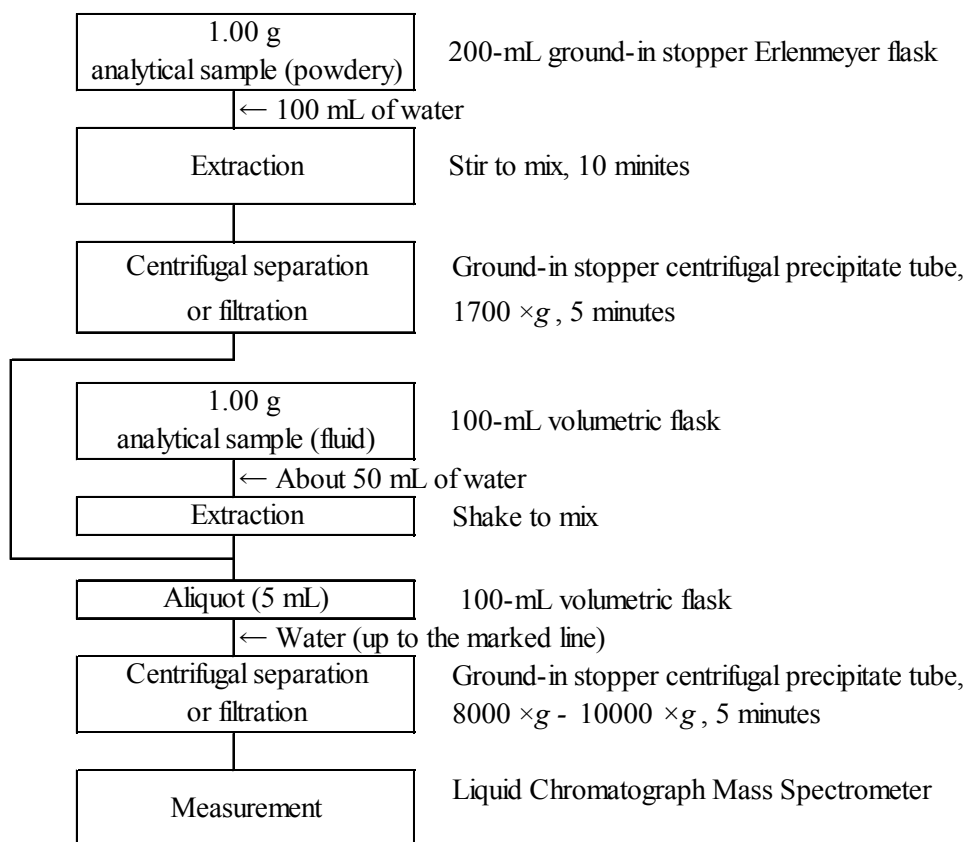 1.00 g
analytical sample (powdery)
200-mL ground-in stopper Erlenmeyer flask
← 100 mL of water
Extraction
Stir to mix, 10 minites
Centrifugal separation
or filtration
Ground-in stopper centrifugal precipitate tube,
1700 ×g , 5 minutes
1.00 g
analytical sample (fluid)
100-mL volumetric flask
← About 50 mL of water
Extraction
Shake to mix
Aliquot (5 mL)
100-mL volumetric flask
← Water (up to the marked line)
Centrifugal separation
or filtration
Ground-in stopper centrifugal precipitate tube,
8000 ×g - 10000 ×g , 5 minutes
Measurement
Liquid Chromatograph Mass Spectrometer